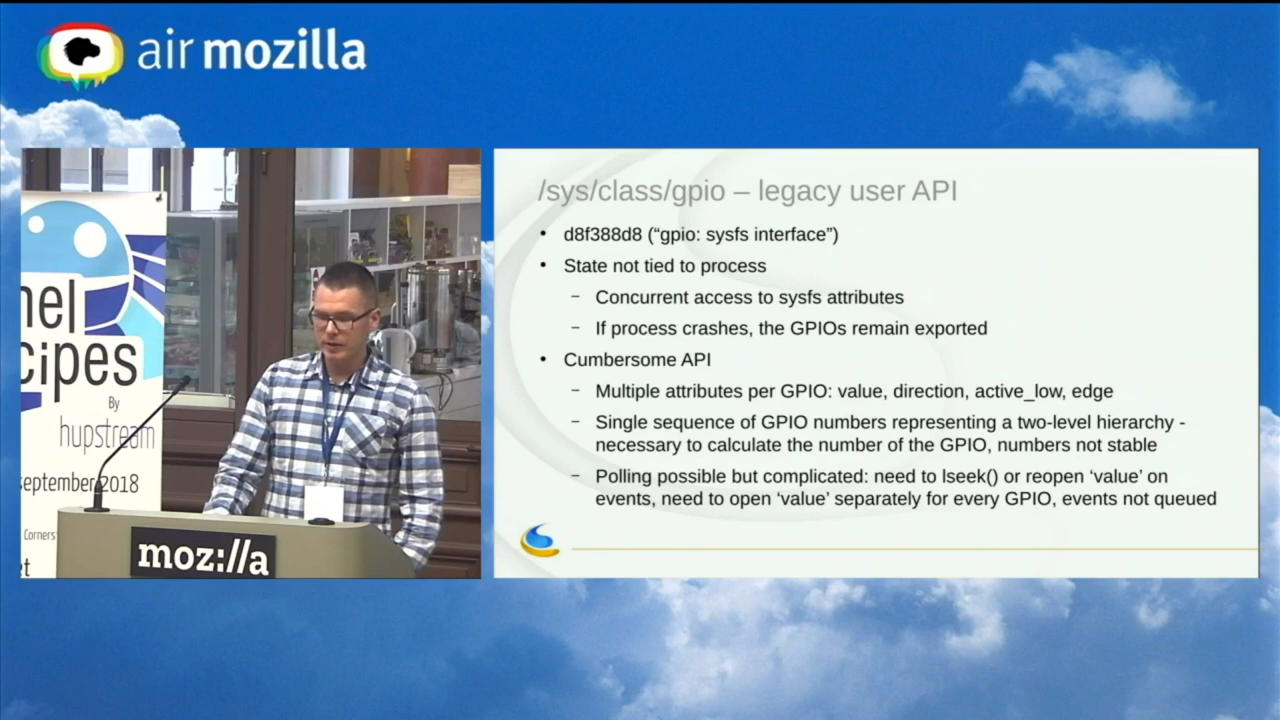 air mozilla
nel
cipes
By
hupstream
september 2018
Corners
et
moz://a
/sys/class/gpio – legacy user API
• d8f388d8 (“gpio: sysfs interface”)
• State not tied to process
– Concurrent access to sysfs attributes
– If process crashes, the GPIOs remain exported
• Cumbersome API
– Multiple attributes per GPIO: value, direction, active_low, edge
– Single sequence of GPIO numbers representing a two-level hierarchy -
necessary to calculate the number of the GPIO, numbers not stable
– Polling possible but complicated: need to lseek() or reopen ‘value’ on
events, need to open ‘value’ separately for every GPIO, events not queued